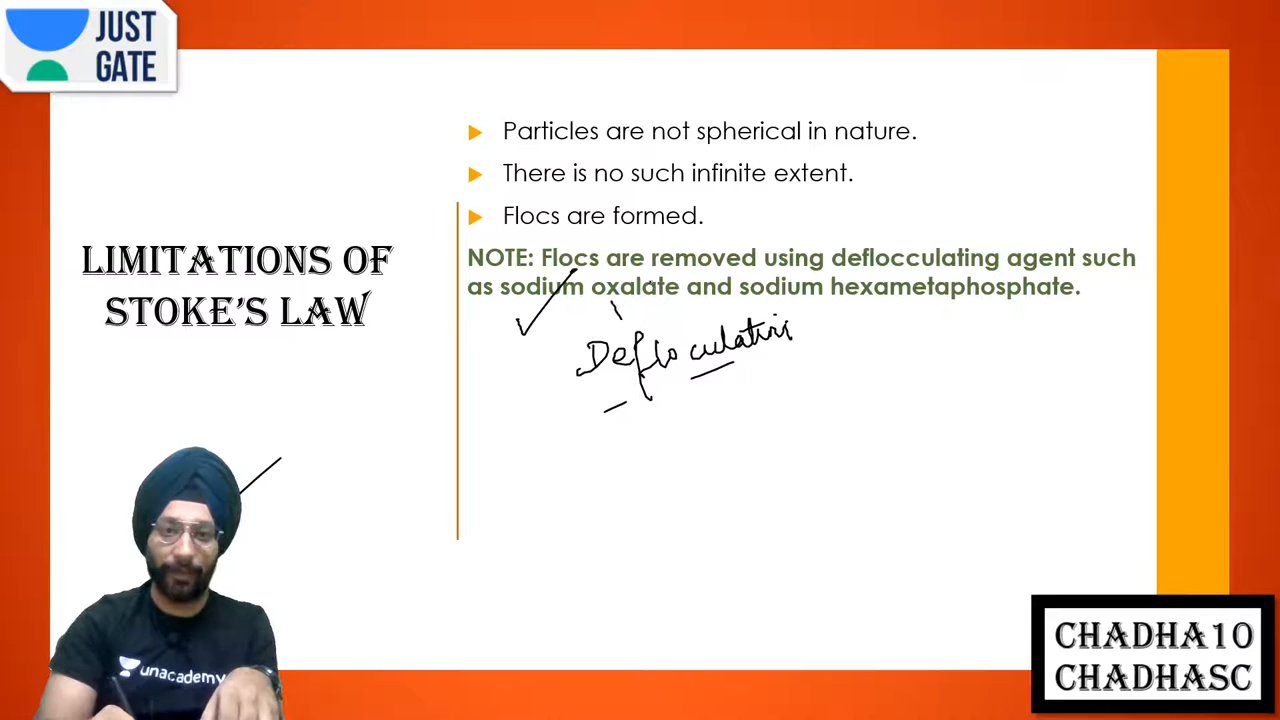 JUST
GATE
Particles are not spherical in nature.
There is no such infinite extent.
Flocs are formed.
NOTE: Flocs are removed using deflocculating agent such
as sodium oxalate and sodium hexametaphosphate.
LIMITATIONS OF
STOKE'S LAW
Defloculation
unacademy
CHADHA10
CHADHASC